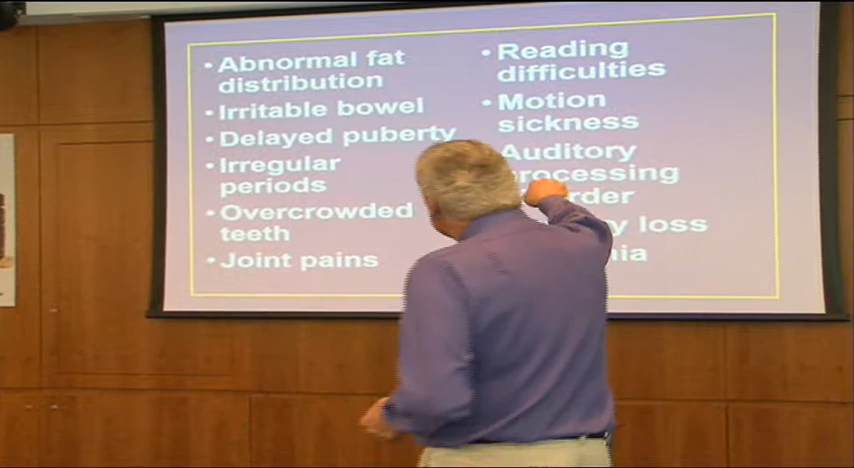 • Abnormal fat
distribution
• Irritable bowel
• Delayed puberty
• Irregular
periods
• Overcrowded
teeth
• Joint pains
• Reading
difficulties
• Motion
sickness
Auditory
loss